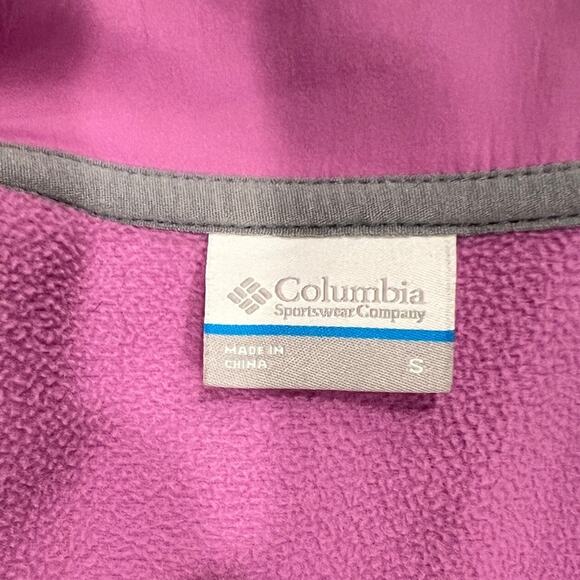 Columbia
Sportswear Company
MADE IN
CHINA
S